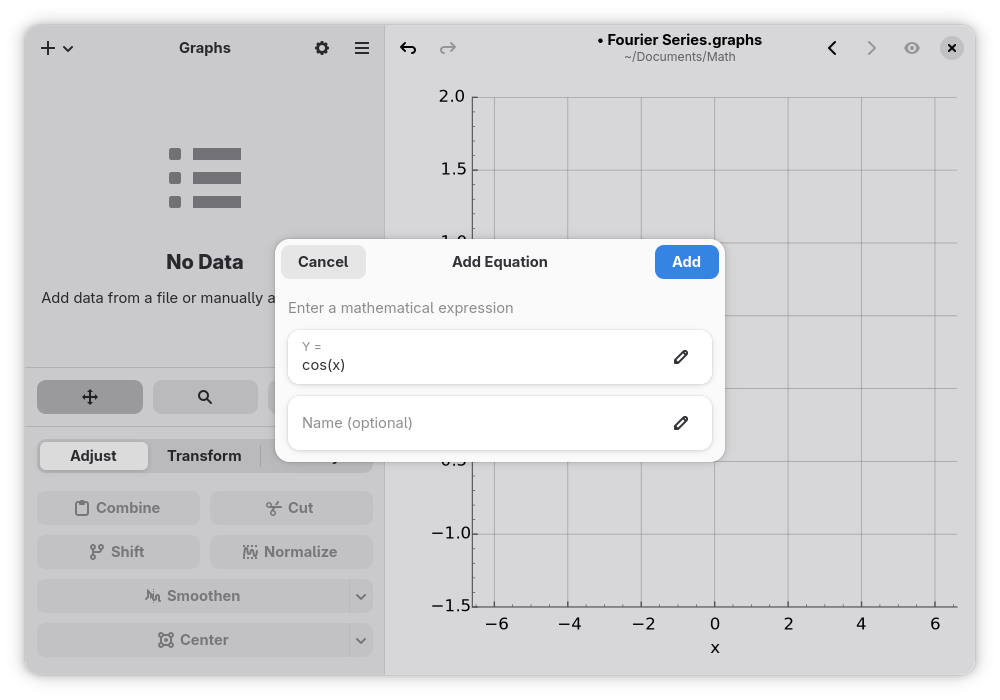 Graphs
• Fourier Series.graphs
~/Documents/Math
No Data
Add data from a file or manually
Cancel
Add Equation
Add
Enter a mathematical expression
Y =
cos(x)
Name (optional)
Adjust
Transform
Combine
Cut
Shift
Normalize
Smoothen
Center
2.0
1.5
1.0
−1.0
−1.5
−6
−4
−2
0
2
4
6
x